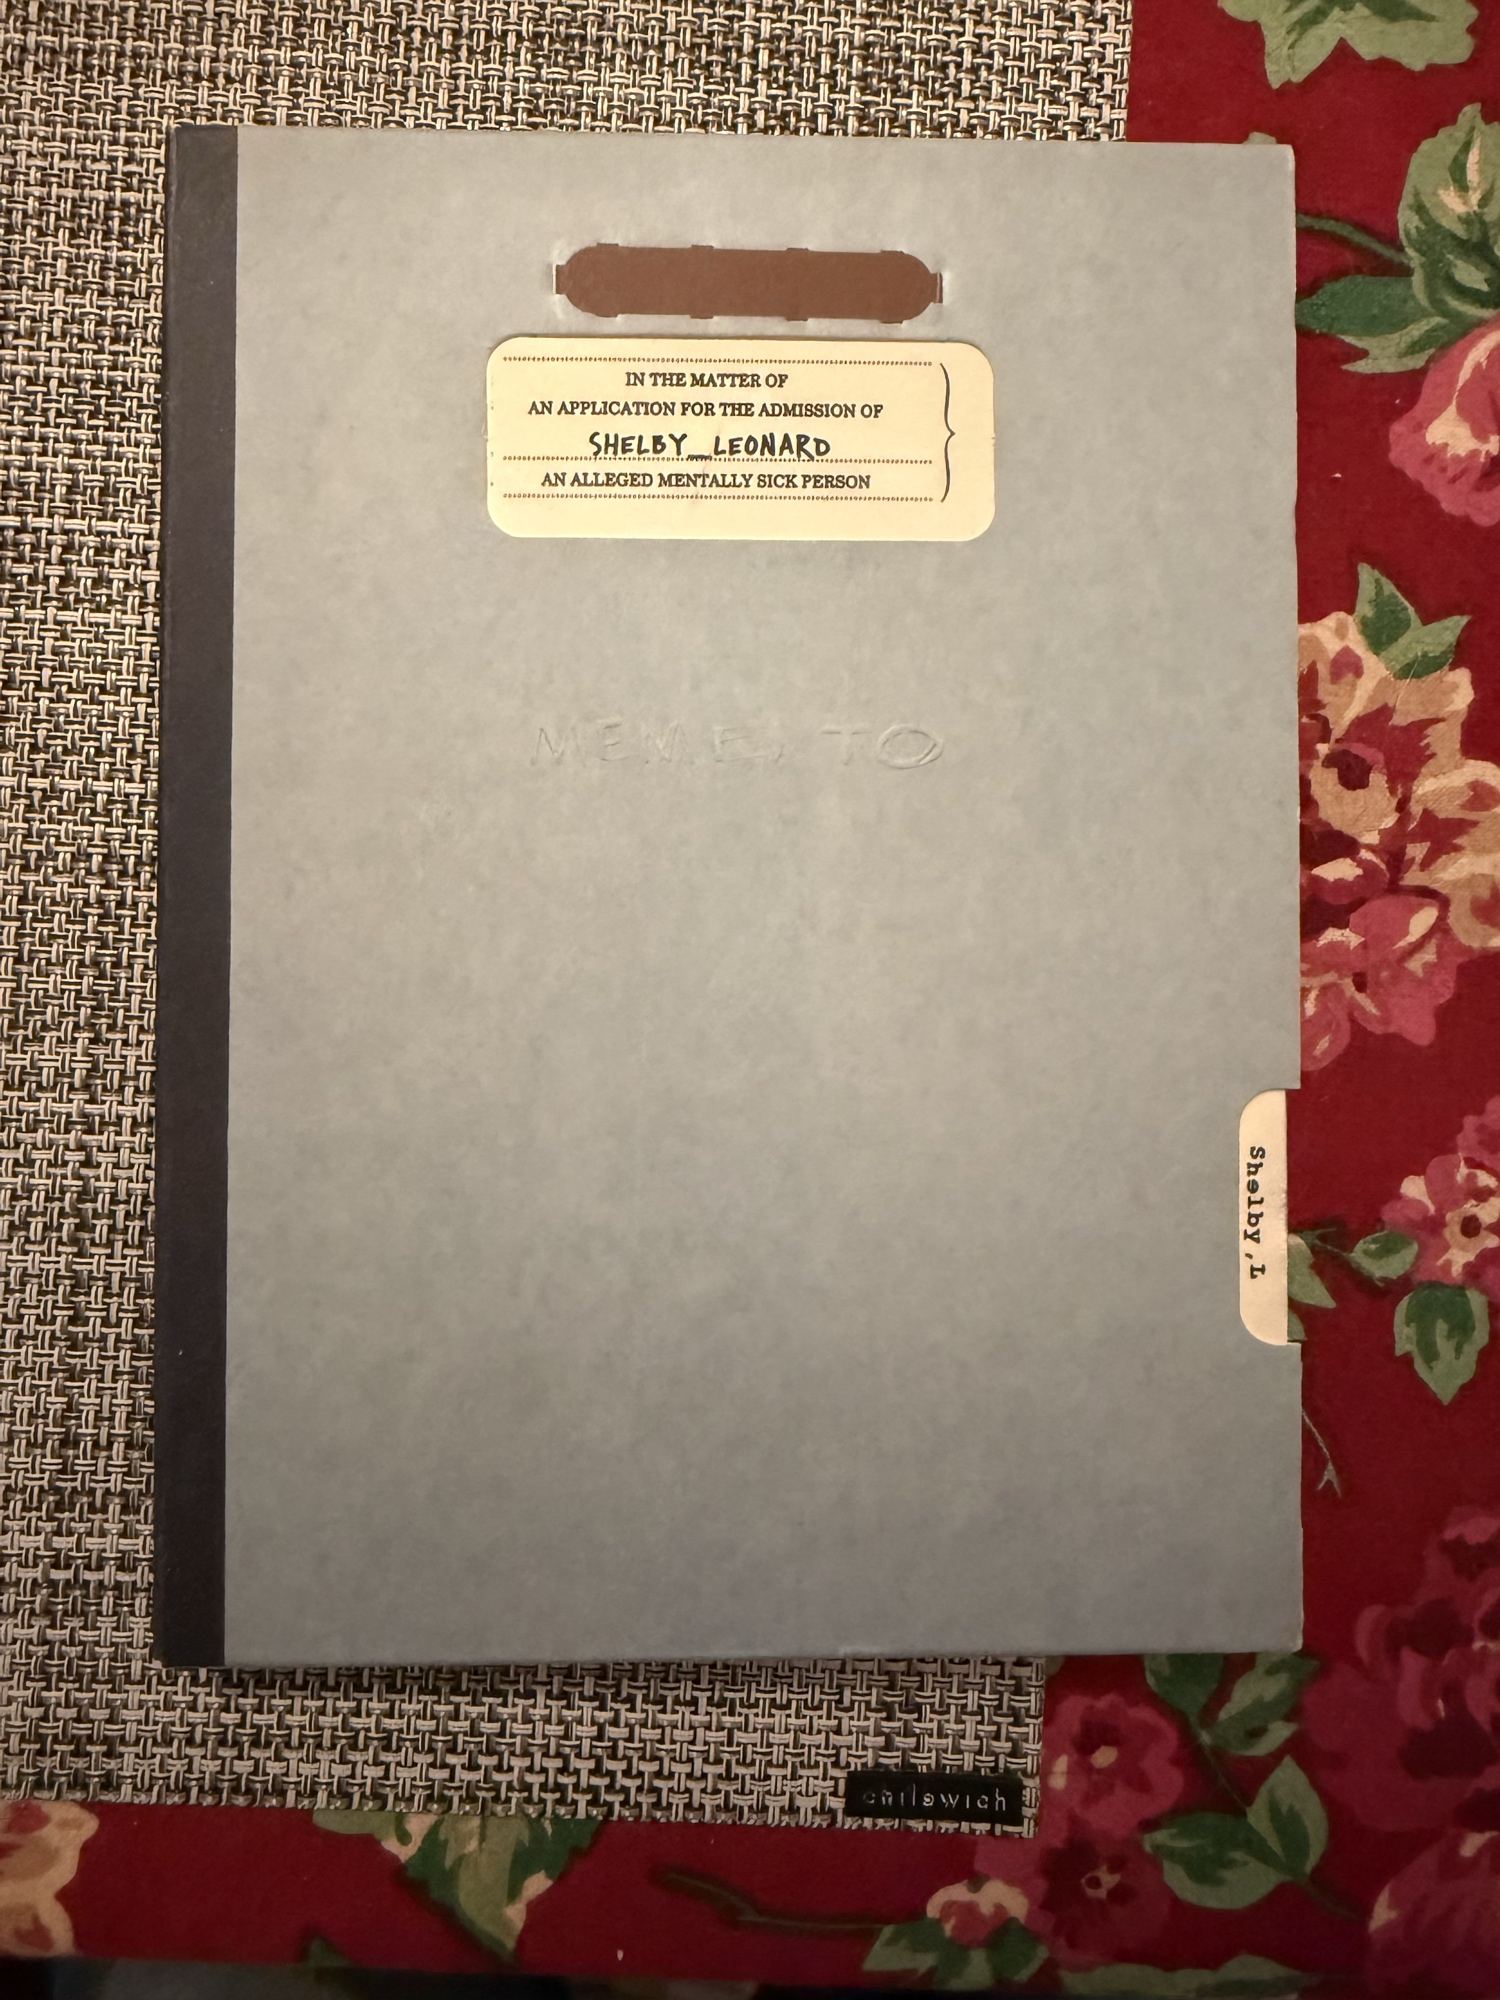 IN THE MATTER OF
AN APPLICATION FOR THE ADMISSION OF
SHELBY LEONARD
AN ALLEGED MENTALLY SICK PERSON
MEMENTO
Shelby, L
chilewich